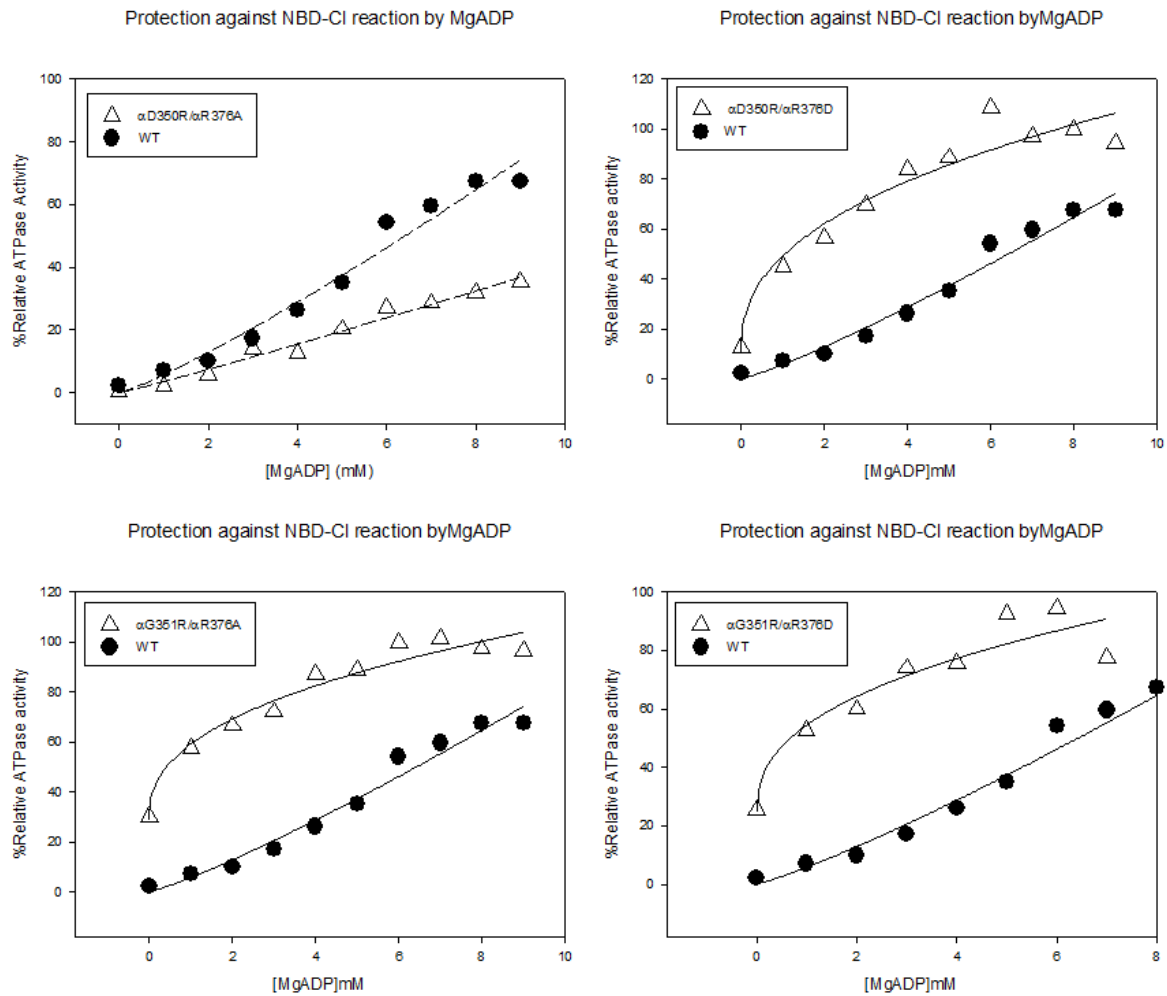 Protection against NBD-Cl reaction by MgADP
100
80
60
40
20
0
%Relative ATPase Activity
αD350R/αR376A
WT
0 2 4 6 8 10
[MgADP] (mM)
Protection against NBD-Cl reaction byMgADP
120
100
80
60
40
20
0
%Relative ATPase activity
αD350R/αR376D
WT
0 2 4 6 8 10
[MgADP]mM
Protection against NBD-Cl reaction byMgADP
120
100
80
60
40
20
0
%Relative ATPase activity
αG351R/αR376A
WT
0 2 4 6 8 10
[MgADP]mM
Protection against NBD-Cl reaction byMgADP
100
80
60
40
20
0
%Relative ATPase activity
αG351R/αR376D
WT
0 2 4 6 8
[MgADP]mM